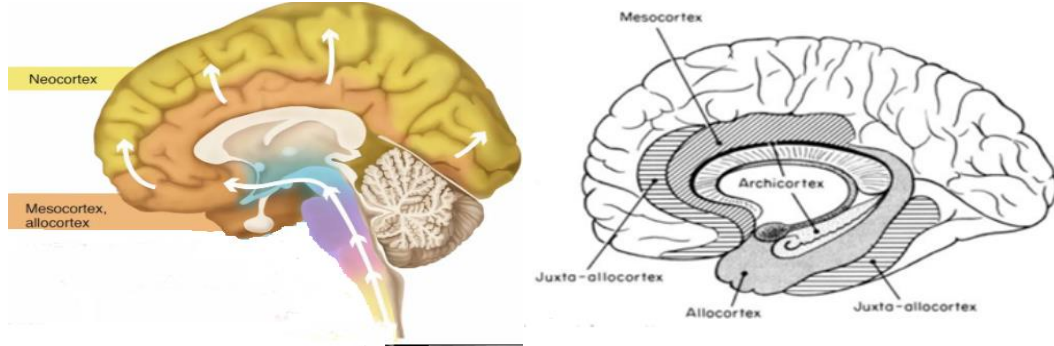 Neocortex
Mesocortex,
allocortex
Mesocortex
Archicortex
Juxta-allocortex
Allocortex
Juxta-allocortex